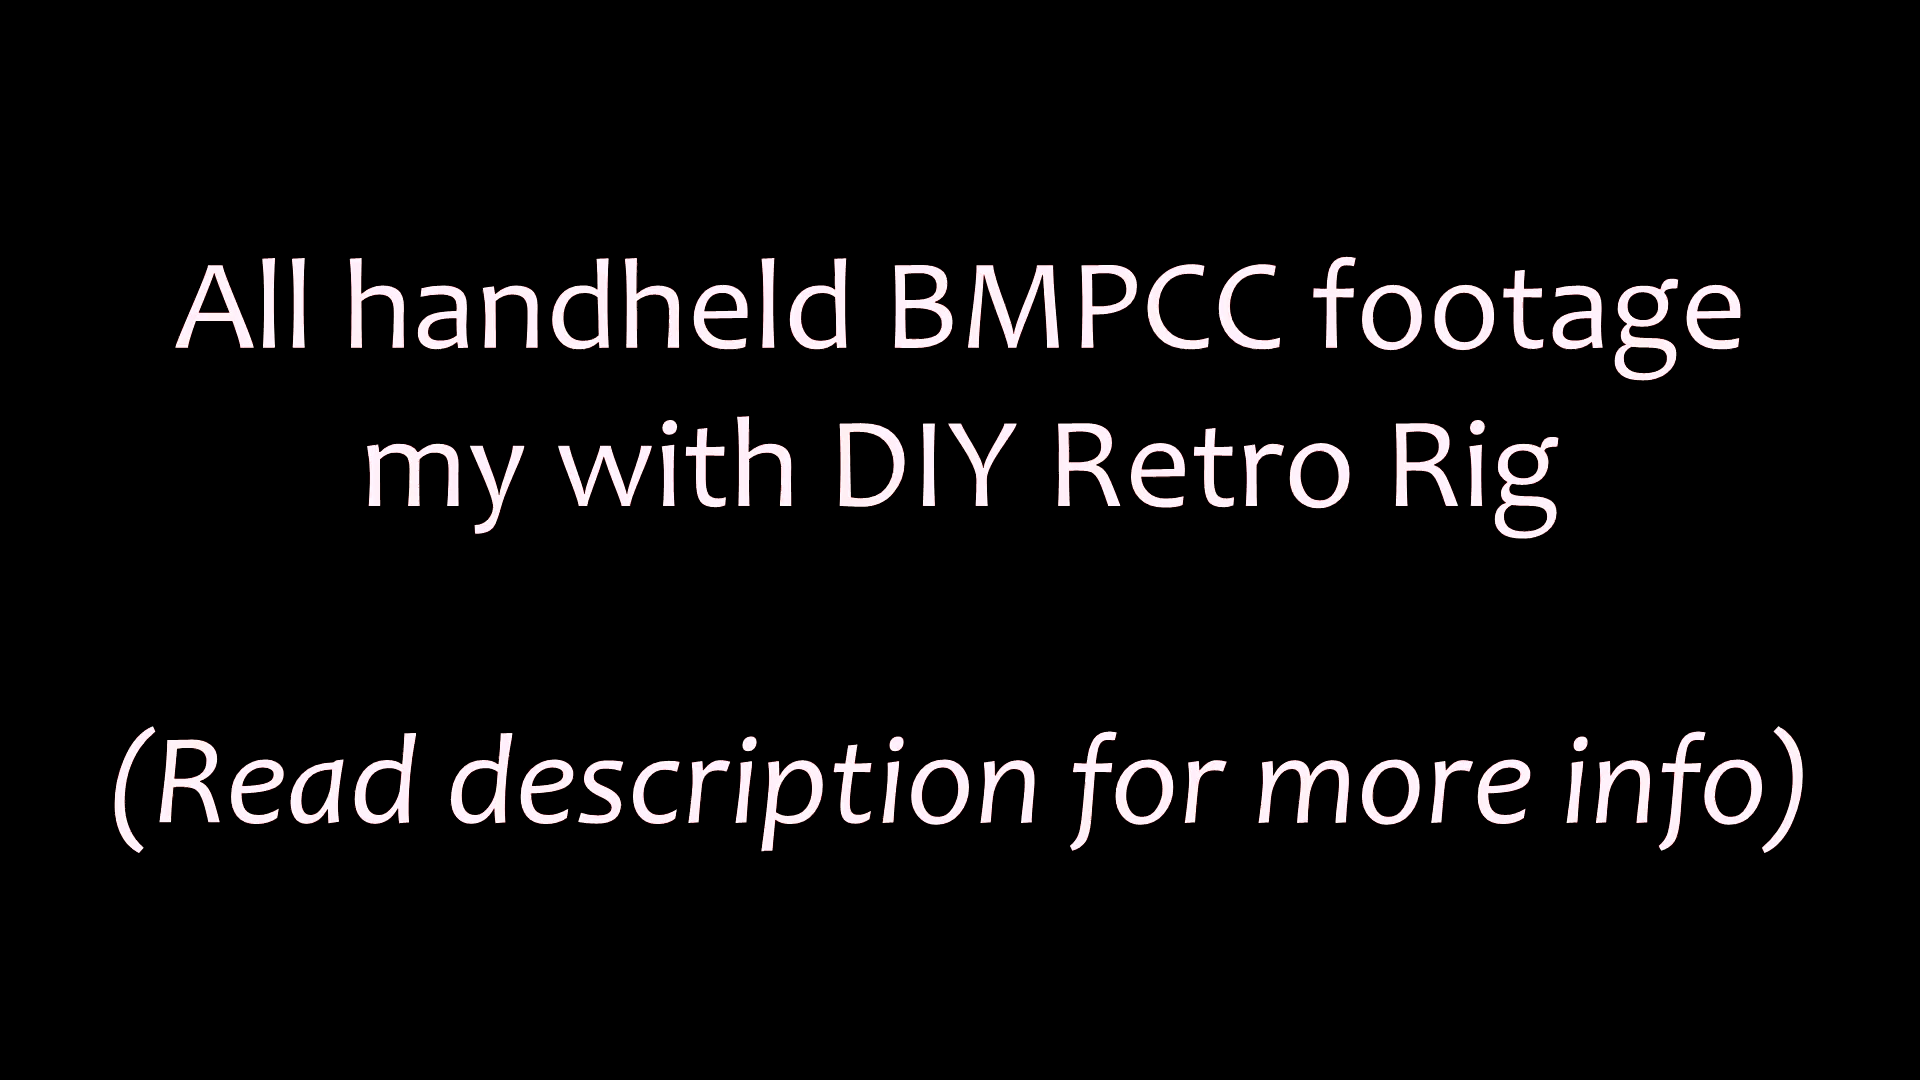 All handheld BMPCC footage
my with DIY Retro Rig
(Read description for more info)